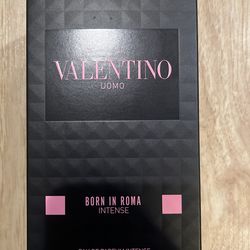 VALENTINO
UOMO
BORN IN ROMA
INTENSE